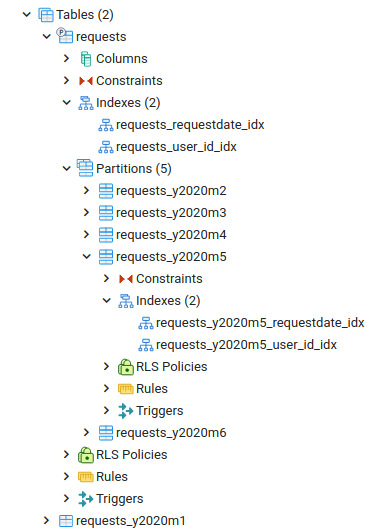 Tables (2)
requests
Columns
Constraints
Indexes (2)
requests_requestdate_idx
requests_user_id_idx
Partitions (5)
requests_y2020m2
requests_y2020m3
requests_y2020m4
requests_y2020m5
Constraints
Indexes (2)
requests_y2020m5_requestdate_idx
requests_y2020m5_user_id_idx
RLS Policies
Rules
Triggers
requests_y2020m6
RLS Policies
Rules
Triggers
requests_y2020m1